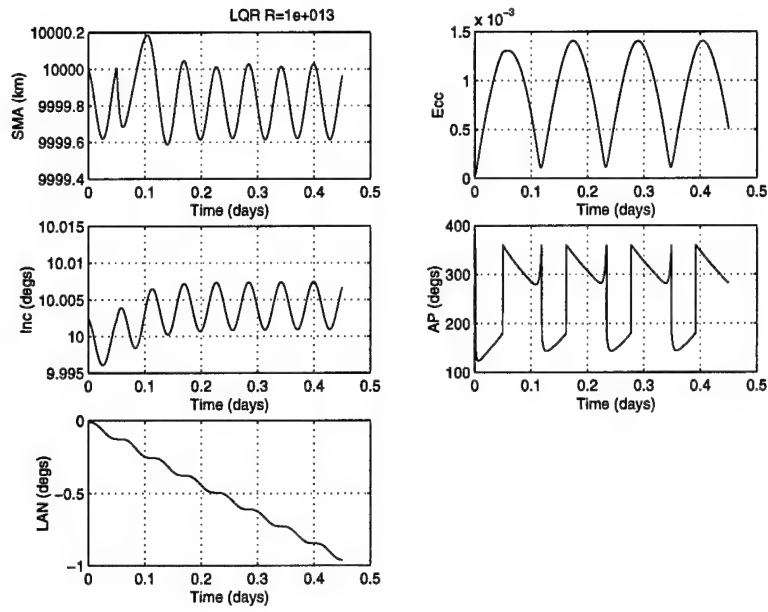 LQR R=1e+013
10000.2
10000
9999.8
9999.6
9999.4
SMA (km)
0 0.1 0.2 0.3 0.4 0.5
Time (days)
x 10⁻³
1.5
1
0.5
0
Ecc
0 0.1 0.2 0.3 0.4 0.5
Time (days)
10.015
10.01
10.005
10
9.995
Inc (degs)
0 0.1 0.2 0.3 0.4 0.5
Time (days)
400
300
200
100
AP (degs)
0 0.1 0.2 0.3 0.4 0.5
Time (days)
0
−0.5
−1
LAN (degs)
0 0.1 0.2 0.3 0.4 0.5
Time (days)